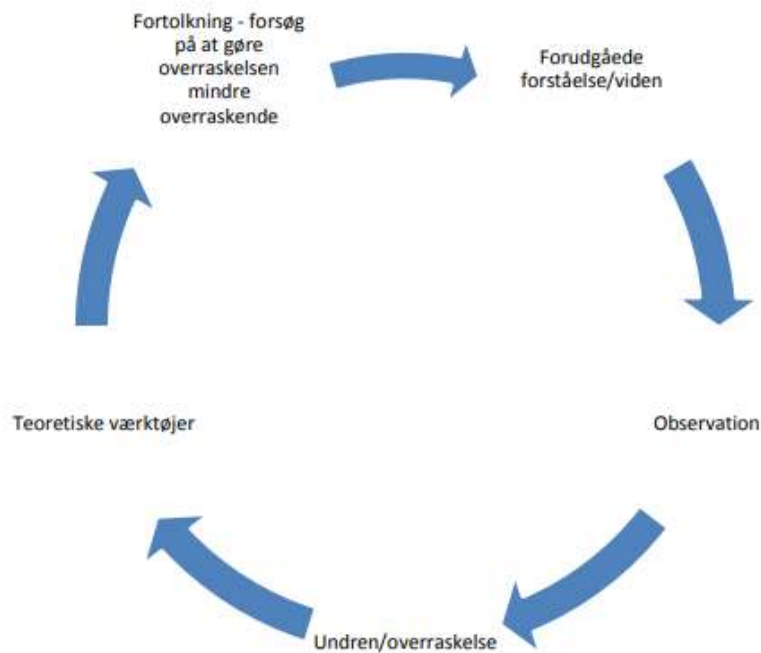 Fortolkning - forsøg
på at gøre
overraskelsen
mindre
overraskende
Forudgåede
forståelse/viden
Observation
Undren/overraskelse
Teoretiske værktøjer